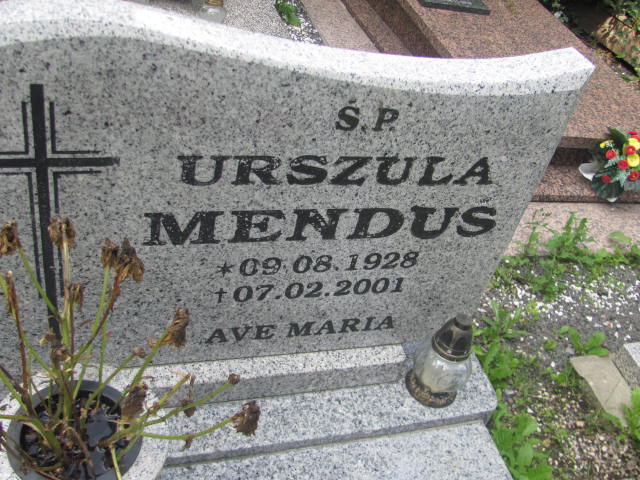 Ś.P.
URSZULA
MENDUS
*09.08.1928
†07.02.2001
AVE MARIA